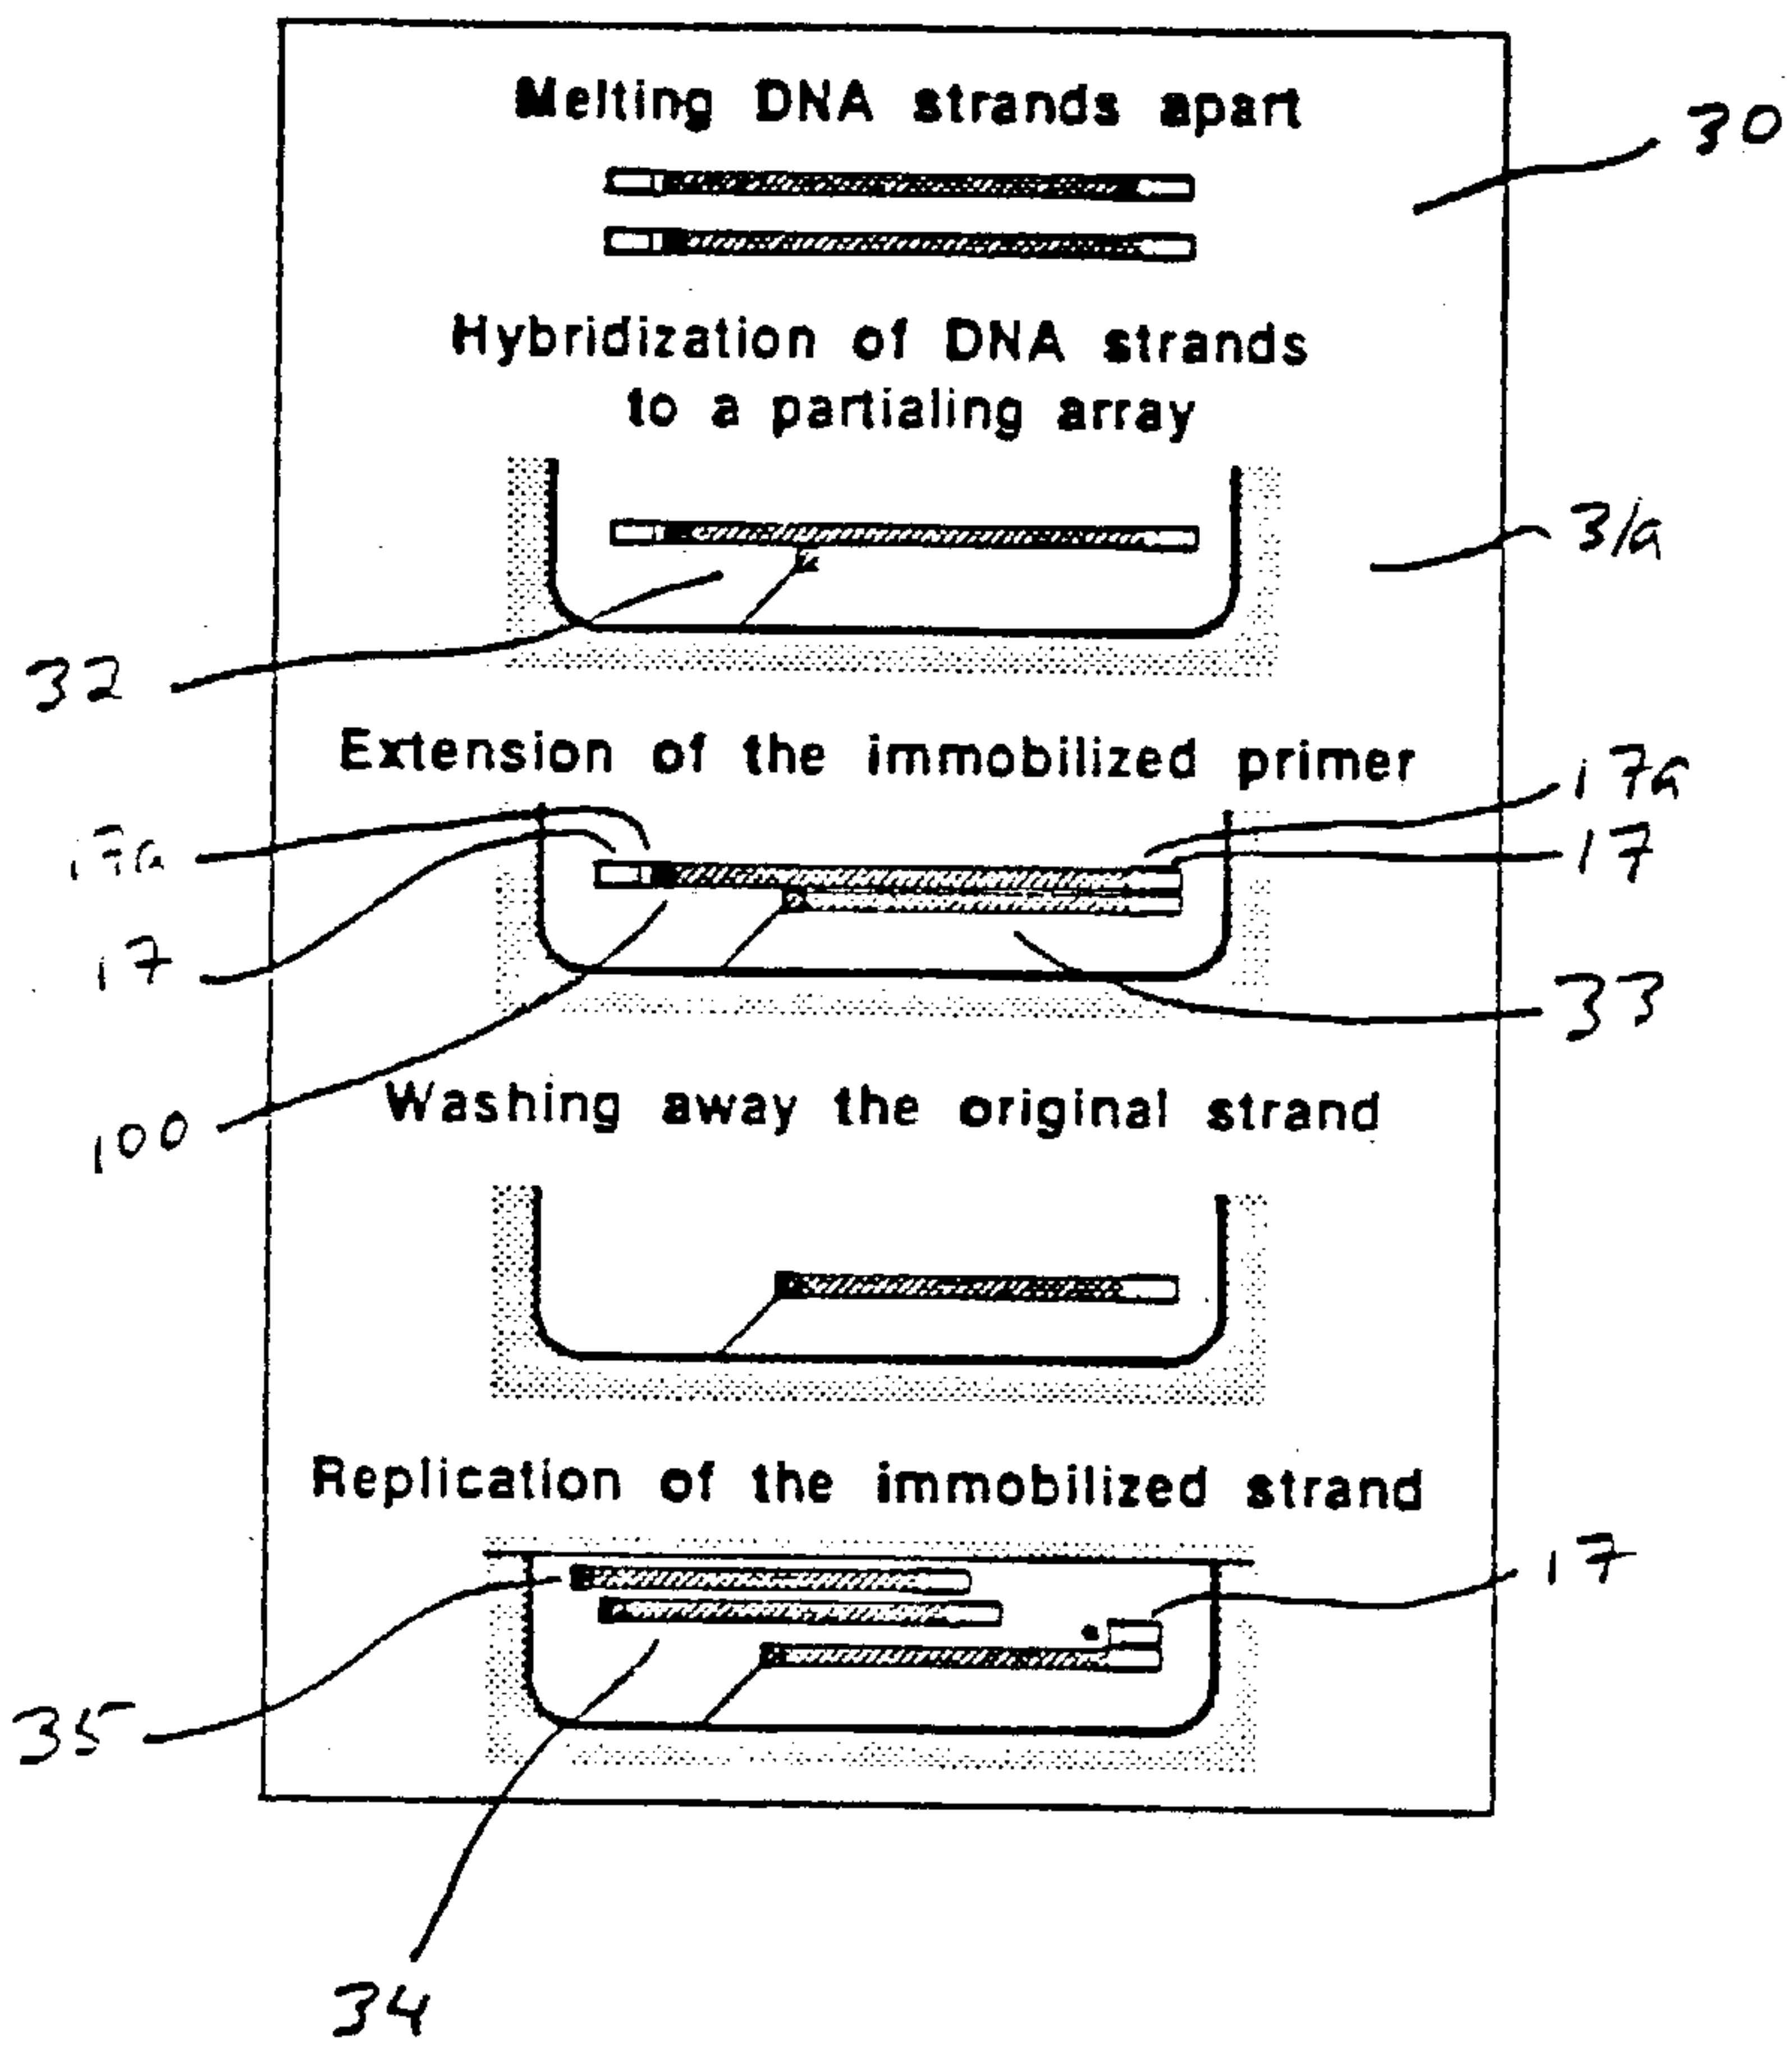 Melting DNA strands apart
30
Hybridization of DNA strands
to a partialing array
31a
32
Extension of the immobilized primer
17a
17a
17
17
33
100
Washing away the original strand
Replication of the immobilized strand
17
35
34